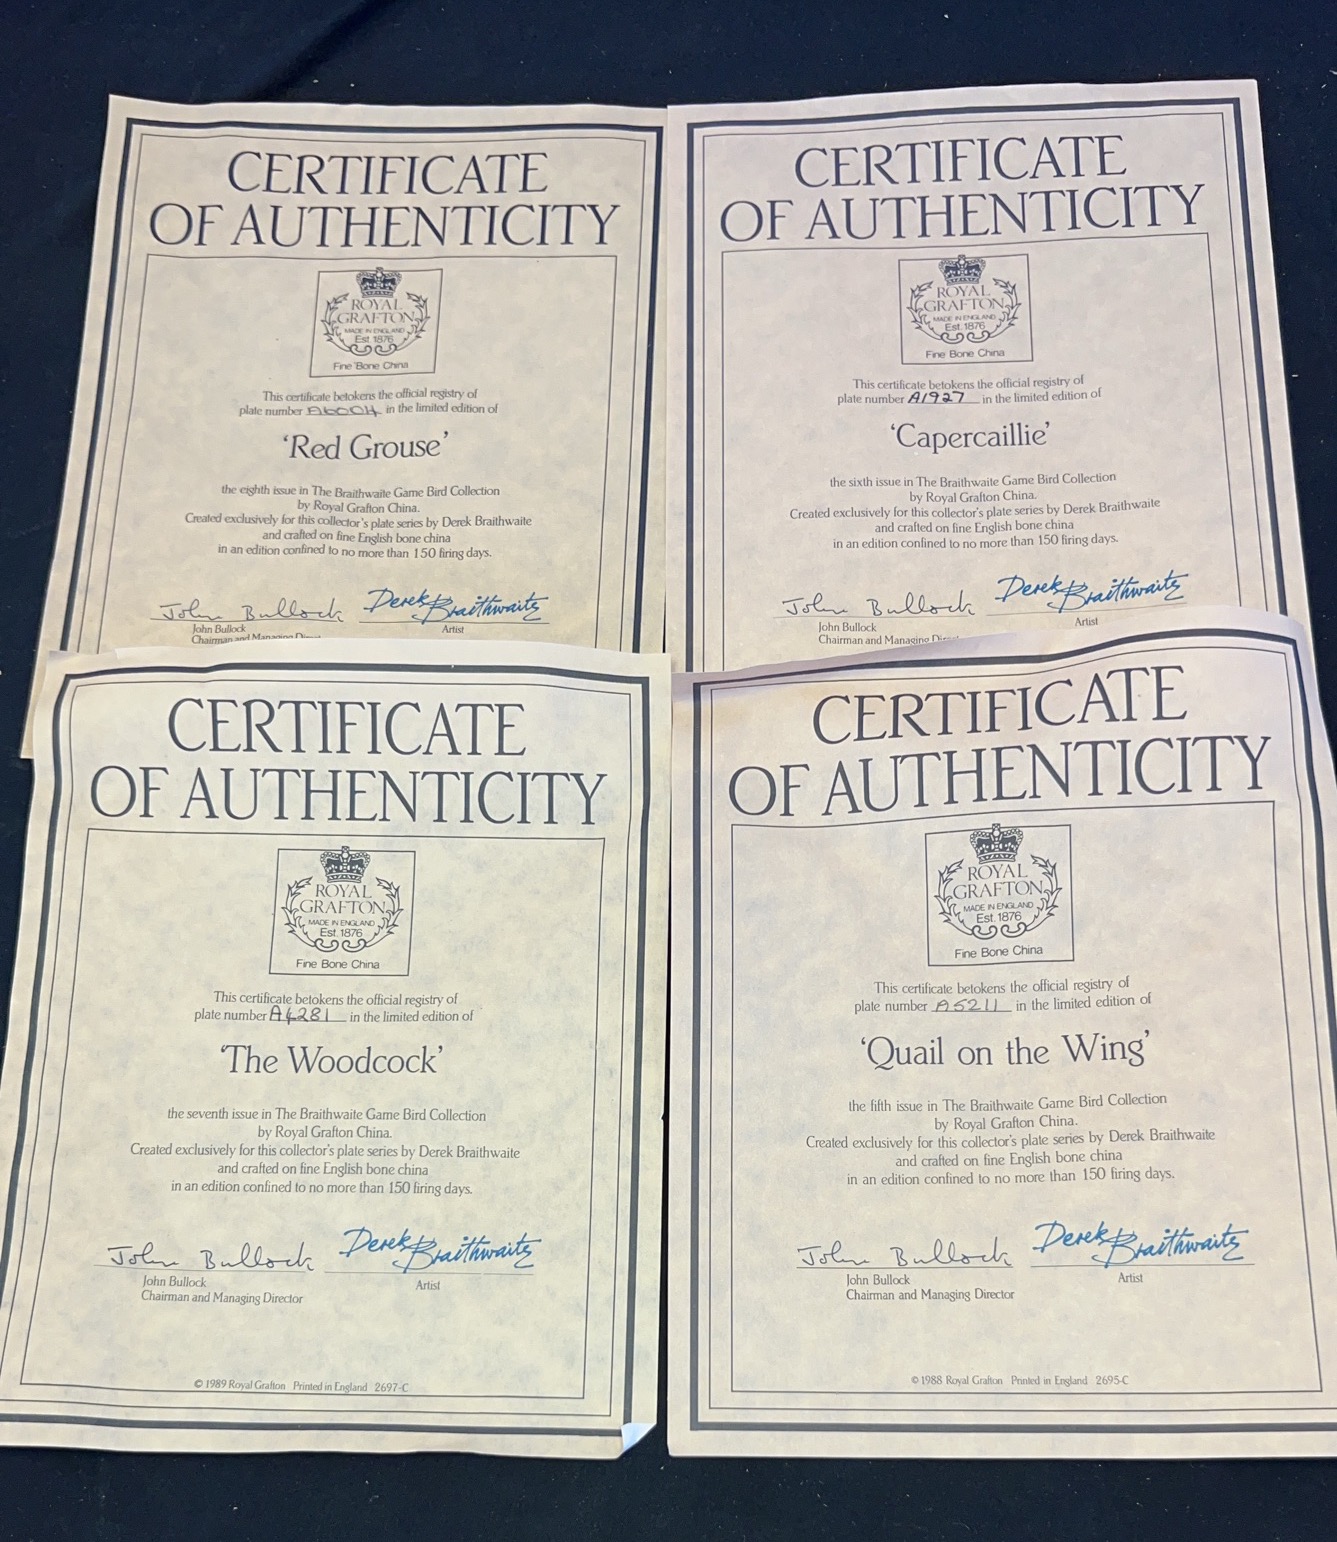 CERTIFICATE
OF AUTHENTICITY
ROYAL
GRAFTON
MADE IN ENGLAND
Est. 1876
Fine Bone China
This certificate betokens the official registry of
plate number A6004 in the limited edition of
'Red Grouse'
the eighth issue in The Braithwaite Game Bird Collection
by Royal Grafton China.
Created exclusively for this collector's plate series by Derek Braithwaite
and crafted on fine English bone china
in an edition confined to no more than 150 firing days.
John Bullock Derek Braithwaite
John Bullock Artist
Chairman and Managing
CERTIFICATE
OF AUTHENTICITY
ROYAL
GRAFTON
MADE IN ENGLAND
Est. 1876
Fine Bone China
This certificate betokens the official registry of
plate number A1927 in the limited edition of
'Capercaillie'
the sixth issue in The Braithwaite Game Bird Collection
by Royal Grafton China.
Created exclusively for this collector's plate series by Derek Braithwaite
and crafted on fine English bone china
in an edition confined to no more than 150 firing days.
John Bullock Derek Braithwaite
John Bullock Artist
Chairman and Managing
CERTIFICATE
OF AUTHENTICITY
ROYAL
GRAFTON
MADE IN ENGLAND
Est. 1876
Fine Bone China
This certificate betokens the official registry of
plate number A4281 in the limited edition of
'The Woodcock'
the seventh issue in The Braithwaite Game Bird Collection
by Royal Grafton China.
Created exclusively for this collector's plate series by Derek Braithwaite
and crafted on fine English bone china
in an edition confined to no more than 150 firing days.
John Bullock Derek Braithwaite
John Bullock Artist
Chairman and Managing Director
© 1989 Royal Grafton Printed in England 2697-C
CERTIFICATE
OF AUTHENTICITY
ROYAL
GRAFTON
MADE IN ENGLAND
Est. 1876
Fine Bone China
This certificate betokens the official registry of
plate number A5211 in the limited edition of
'Quail on the Wing'
the fifth issue in The Braithwaite Game Bird Collection
by Royal Grafton China.
Created exclusively for this collector's plate series by Derek Braithwaite
and crafted on fine English bone china
in an edition confined to no more than 150 firing days.
John Bullock Derek Braithwaite
John Bullock Artist
Chairman and Managing Director
© 1988 Royal Grafton Printed in England 2695-C